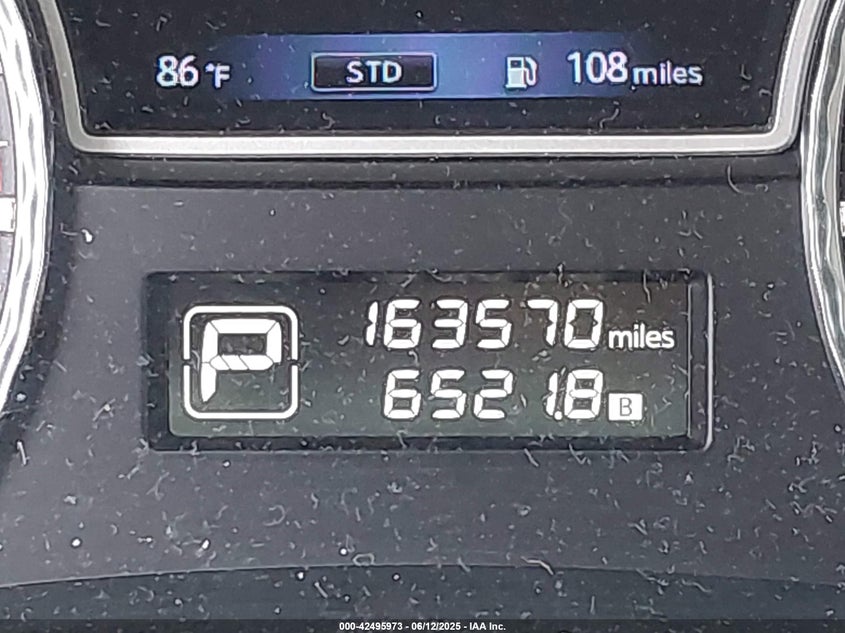 86 °F STD 108 miles
P 163570 miles
6521.8 B
000-42495973 - 06/12/2025 - IAA Inc.